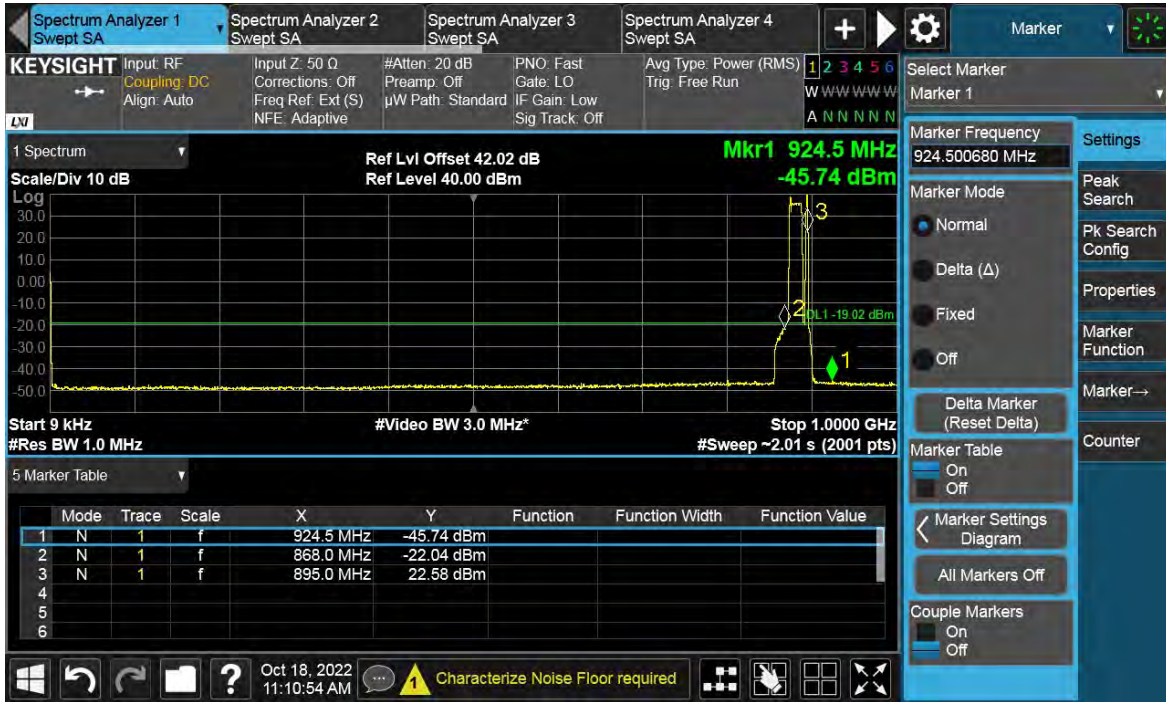 Spectrum Analyzer 1
Swept SA
Spectrum Analyzer 2
Swept SA
Spectrum Analyzer 3
Swept SA
Spectrum Analyzer 4
Swept SA
+
Marker
KEYSIGHT
LXI
Input: RF
Coupling: DC
Align: Auto
Input Z: 50 Ω
Corrections: Off
Freq Ref: Ext (S)
NFE: Adaptive
#Atten: 20 dB
Preamp: Off
µW Path: Standard
PNO: Fast
Gate: LO
IF Gain: Low
Sig Track: Off
Avg Type: Power (RMS)
Trig: Free Run
1 2 3 4 5 6
W W W W W W
A N N N N N
Select Marker
Marker 1
1 Spectrum
Scale/Div 10 dB
Ref Lvl Offset 42.02 dB
Ref Level 40.00 dBm
Mkr1 924.5 MHz
-45.74 dBm
Log
30.0
20.0
10.0
0.00
-10.0
-20.0
-30.0
-40.0
-50.0
3
2
DL1 -19.02 dBm
1
Start 9 kHz
#Res BW 1.0 MHz
#Video BW 3.0 MHz*
Stop 1.0000 GHz
#Sweep ~2.01 s (2001 pts)
5 Marker Table
Mode Trace Scale X Y Function Function Width Function Value
1 N 1 f 924.5 MHz -45.74 dBm
2 N 1 f 868.0 MHz -22.04 dBm
3 N 1 f 895.0 MHz 22.58 dBm
4
5
6
Marker Frequency
924.500680 MHz
Marker Mode
Normal
Delta (Δ)
Fixed
Off
Delta Marker
(Reset Delta)
Marker Table
On
Off
Marker Settings
Diagram
All Markers Off
Couple Markers
On
Off
Settings
Peak
Search
Pk Search
Config
Properties
Marker
Function
Marker→
Counter
?
Oct 18, 2022
11:10:54 AM
1
Characterize Noise Floor required